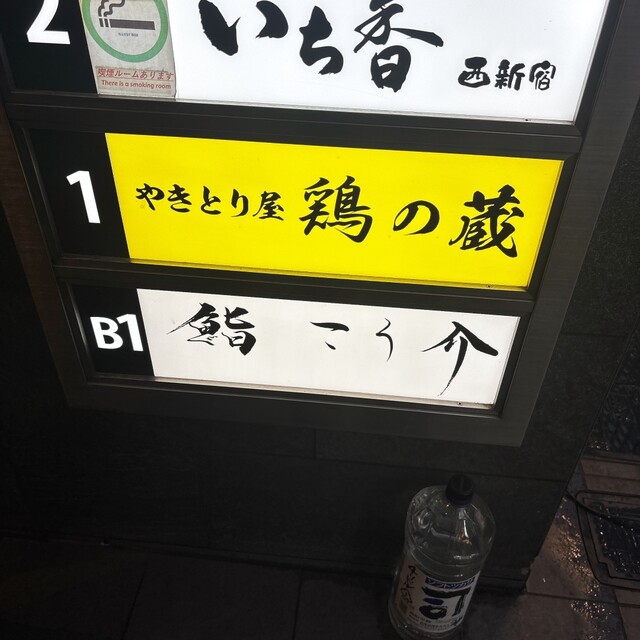 2
喫煙ルームあります
There is a smoking room
いち香 西新宿
1
やきとり屋 鶏の蔵
B1
鮨 こう介